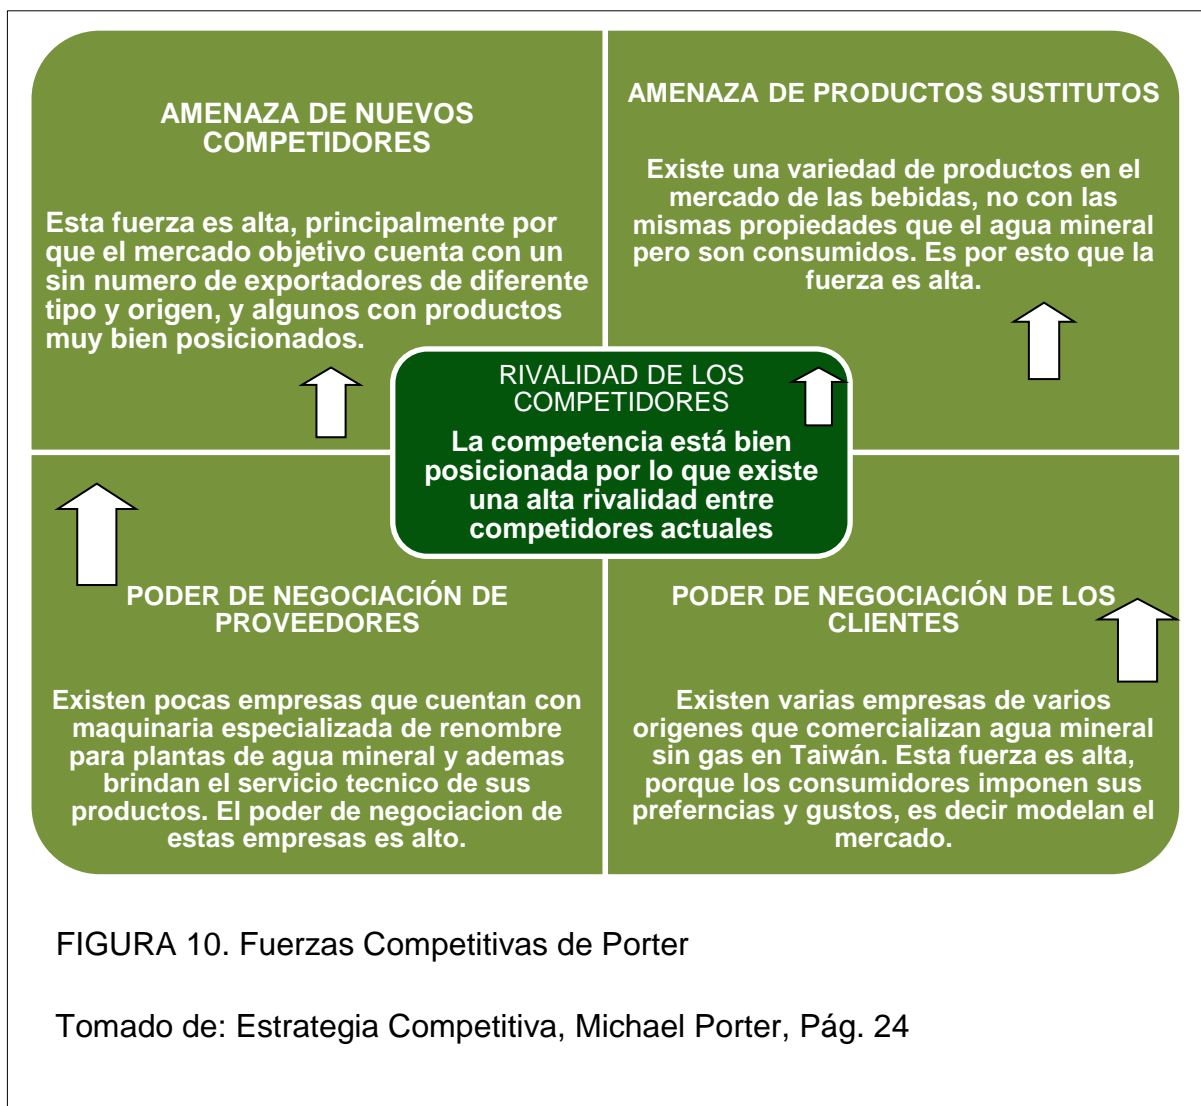 AMENAZA DE NUEVOS
COMPETIDORES
Esta fuerza es alta, principalmente por
que el mercado objetivo cuenta con un
sin numero de exportadores de diferente
tipo y origen, y algunos con productos
muy bien posicionados.
AMENAZA DE PRODUCTOS SUSTITUTOS
Existe una variedad de productos en el
mercado de las bebidas, no con las
mismas propiedades que el agua mineral
pero son consumidos. Es por esto que la
fuerza es alta.
RIVALIDAD DE LOS
COMPETIDORES
La competencia está bien
posicionada por lo que existe
una alta rivalidad entre
competidores actuales
PODER DE NEGOCIACIÓN DE
PROVEEDORES
Existen pocas empresas que cuentan con
maquinaria especializada de renombre
para plantas de agua mineral y ademas
brindan el servicio tecnico de sus
productos. El poder de negociacion de
estas empresas es alto.
PODER DE NEGOCIACIÓN DE LOS
CLIENTES
Existen varias empresas de varios
origenes que comercializan agua mineral
sin gas en Taiwán. Esta fuerza es alta,
porque los consumidores imponen sus
preferncias y gustos, es decir modelan el
mercado.
FIGURA 10. Fuerzas Competitivas de Porter
Tomado de: Estrategia Competitiva, Michael Porter, Pág. 24